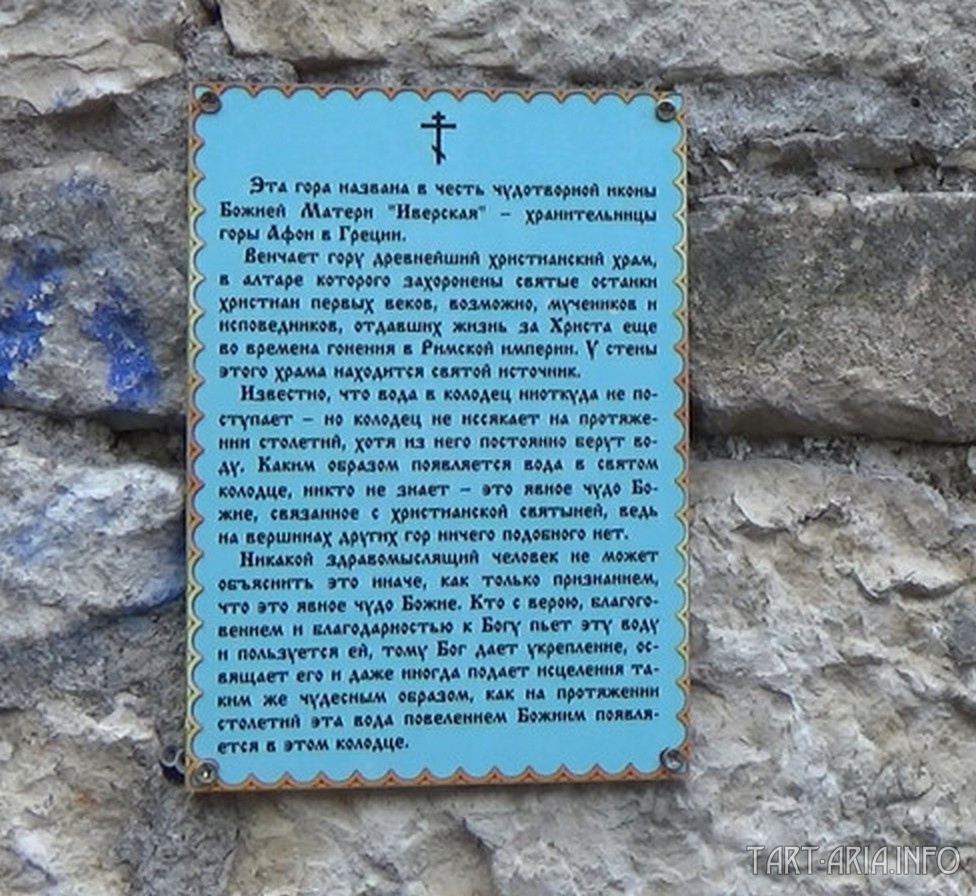 Эта гора названа в честь чудотворной иконы
Божией Матери "Иверская" – хранительницы
горы Афон в Греции.
Венчает гору древнейший христианский храм,
в алтаре которого захоронены святые останки
христиан первых веков, возможно, мучеников и
исповедников, отдавших жизнь за Христа еще
во времена гонения в Римской империи. У стены
этого храма находится святой источник.
Известно, что вода в колодец ниоткуда не по-
ступает – но колодец не иссякает на протяже-
нии столетий, хотя из него постоянно берут во-
ду. Каким образом появляется вода в святом
колодце, никто не знает – это явное чудо Бо-
жие, связанное с христианской святыней, ведь
на вершинах других гор ничего подобного нет.
Никакой здравомыслящий человек не может
объяснить это иначе, как только признанием,
что это явное чудо Божие. Кто с верою, благого-
вением и благодарностью к Богу пьет эту воду
и пользуется ей, тому Бог дает укрепление, ос-
вящает его и даже иногда подает исцеления та-
ким же чудесным образом, как на протяжении
столетий эта вода повелением Божиим появля-
ется в этом колодце.
TART-ARIA.INFO